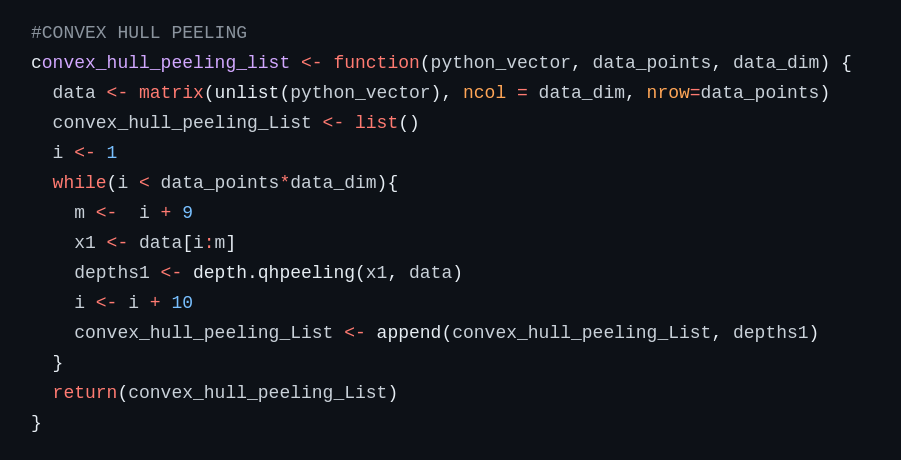 #CONVEX HULL PEELING
convex_hull_peeling_list <- function(python_vector, data_points, data_dim) {
  data <- matrix(unlist(python_vector), ncol = data_dim, nrow=data_points)
  convex_hull_peeling_List <- list()
  i <- 1
  while(i < data_points*data_dim){
    m <-  i + 9
    x1 <- data[i:m]
    depths1 <- depth.qhpeeling(x1, data)
    i <- i + 10
    convex_hull_peeling_List <- append(convex_hull_peeling_List, depths1)
  }
  return(convex_hull_peeling_List)
}